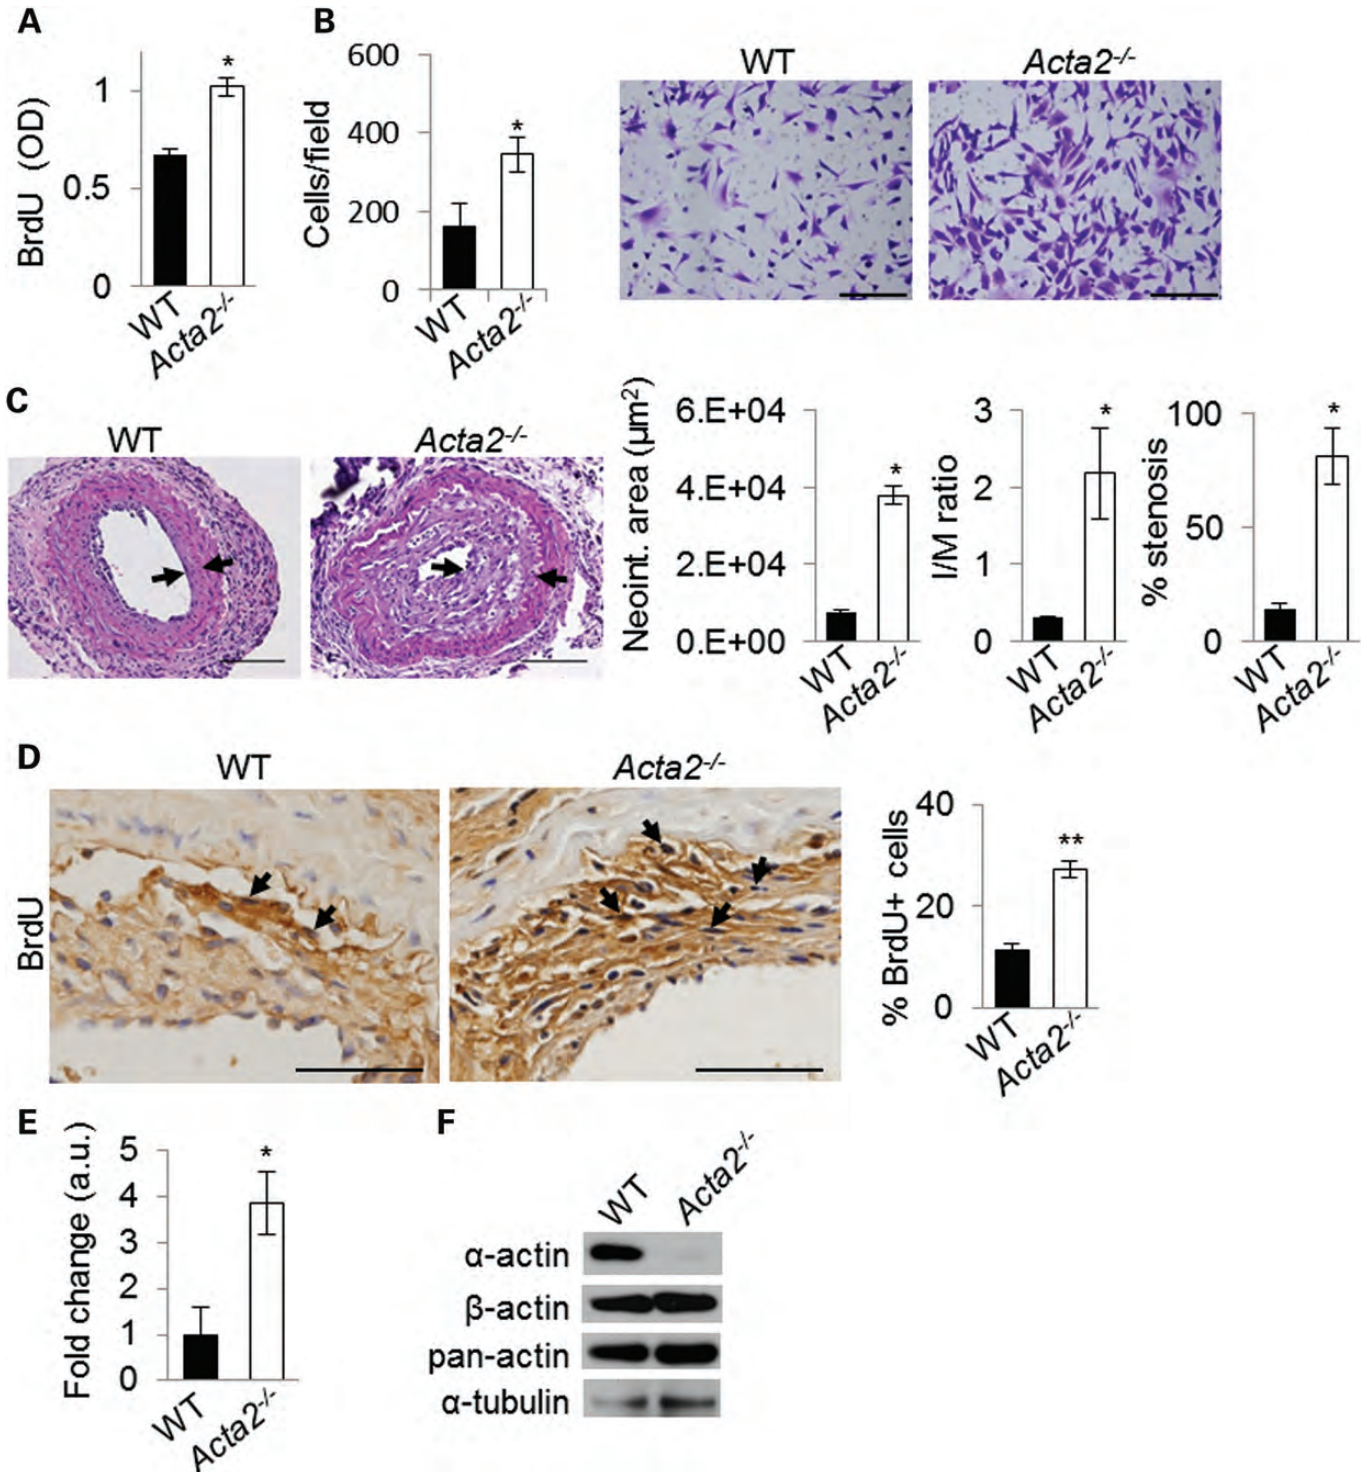 A
BrdU (OD)
1
0.5
0
*
WT
Acta2-/-
B
Cells/field
600
400
200
0
*
WT
Acta2-/-
WT
Acta2-/-
C
WT
Acta2-/-
Neoint. area (µm2)
6.E+04
4.E+04
2.E+04
0.E+00
*
WT
Acta2-/-
I/M ratio
3
2
1
0
*
WT
Acta2-/-
% stenosis
100
50
0
*
WT
Acta2-/-
D
WT
Acta2-/-
BrdU
% BrdU+ cells
40
20
0
**
WT
Acta2-/-
E
Fold change (a.u.)
5
4
3
2
1
0
*
WT
Acta2-/-
F
WT
Acta2-/-
α-actin
β-actin
pan-actin
α-tubulin